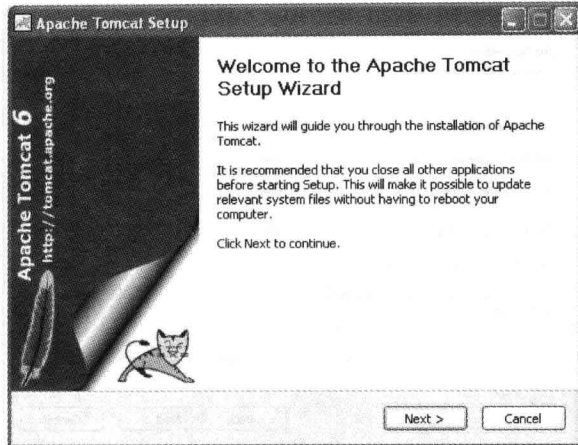 Apache Tomcat Setup
Apache Tomcat 6
http://tomcat.apache.org
Welcome to the Apache Tomcat
Setup Wizard
This wizard will guide you through the installation of Apache
Tomcat.
It is recommended that you close all other applications
before starting Setup. This will make it possible to update
relevant system files without having to reboot your
computer.
Click Next to continue.
Next >
Cancel